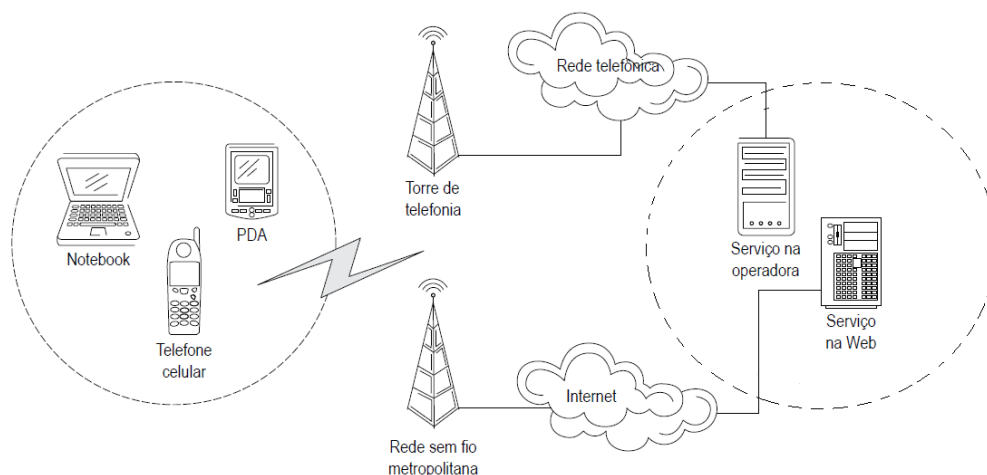 Rede telefônica
Torre de
telefonia
Notebook
PDA
Telefone
celular
Serviço na
operadora
Serviço
na Web
Internet
Rede sem fio
metropolitana